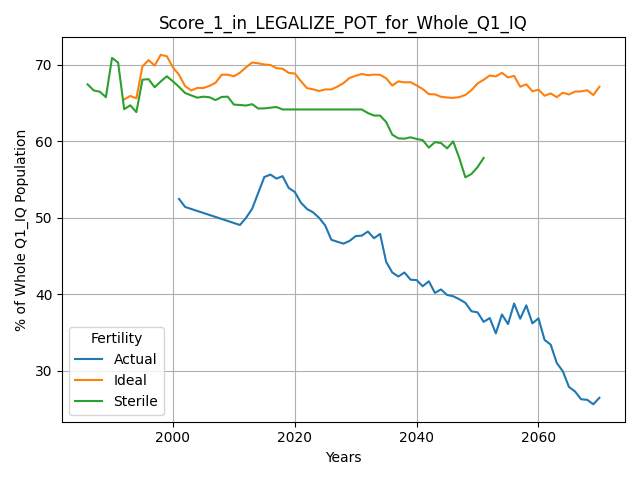 Score_1_in_LEGALIZE_POT_for_Whole_Q1_IQ
% of Whole Q1_IQ Population
70
60
50
40
30
Fertility
Actual
Ideal
Sterile
2000
2020
2040
2060
Years